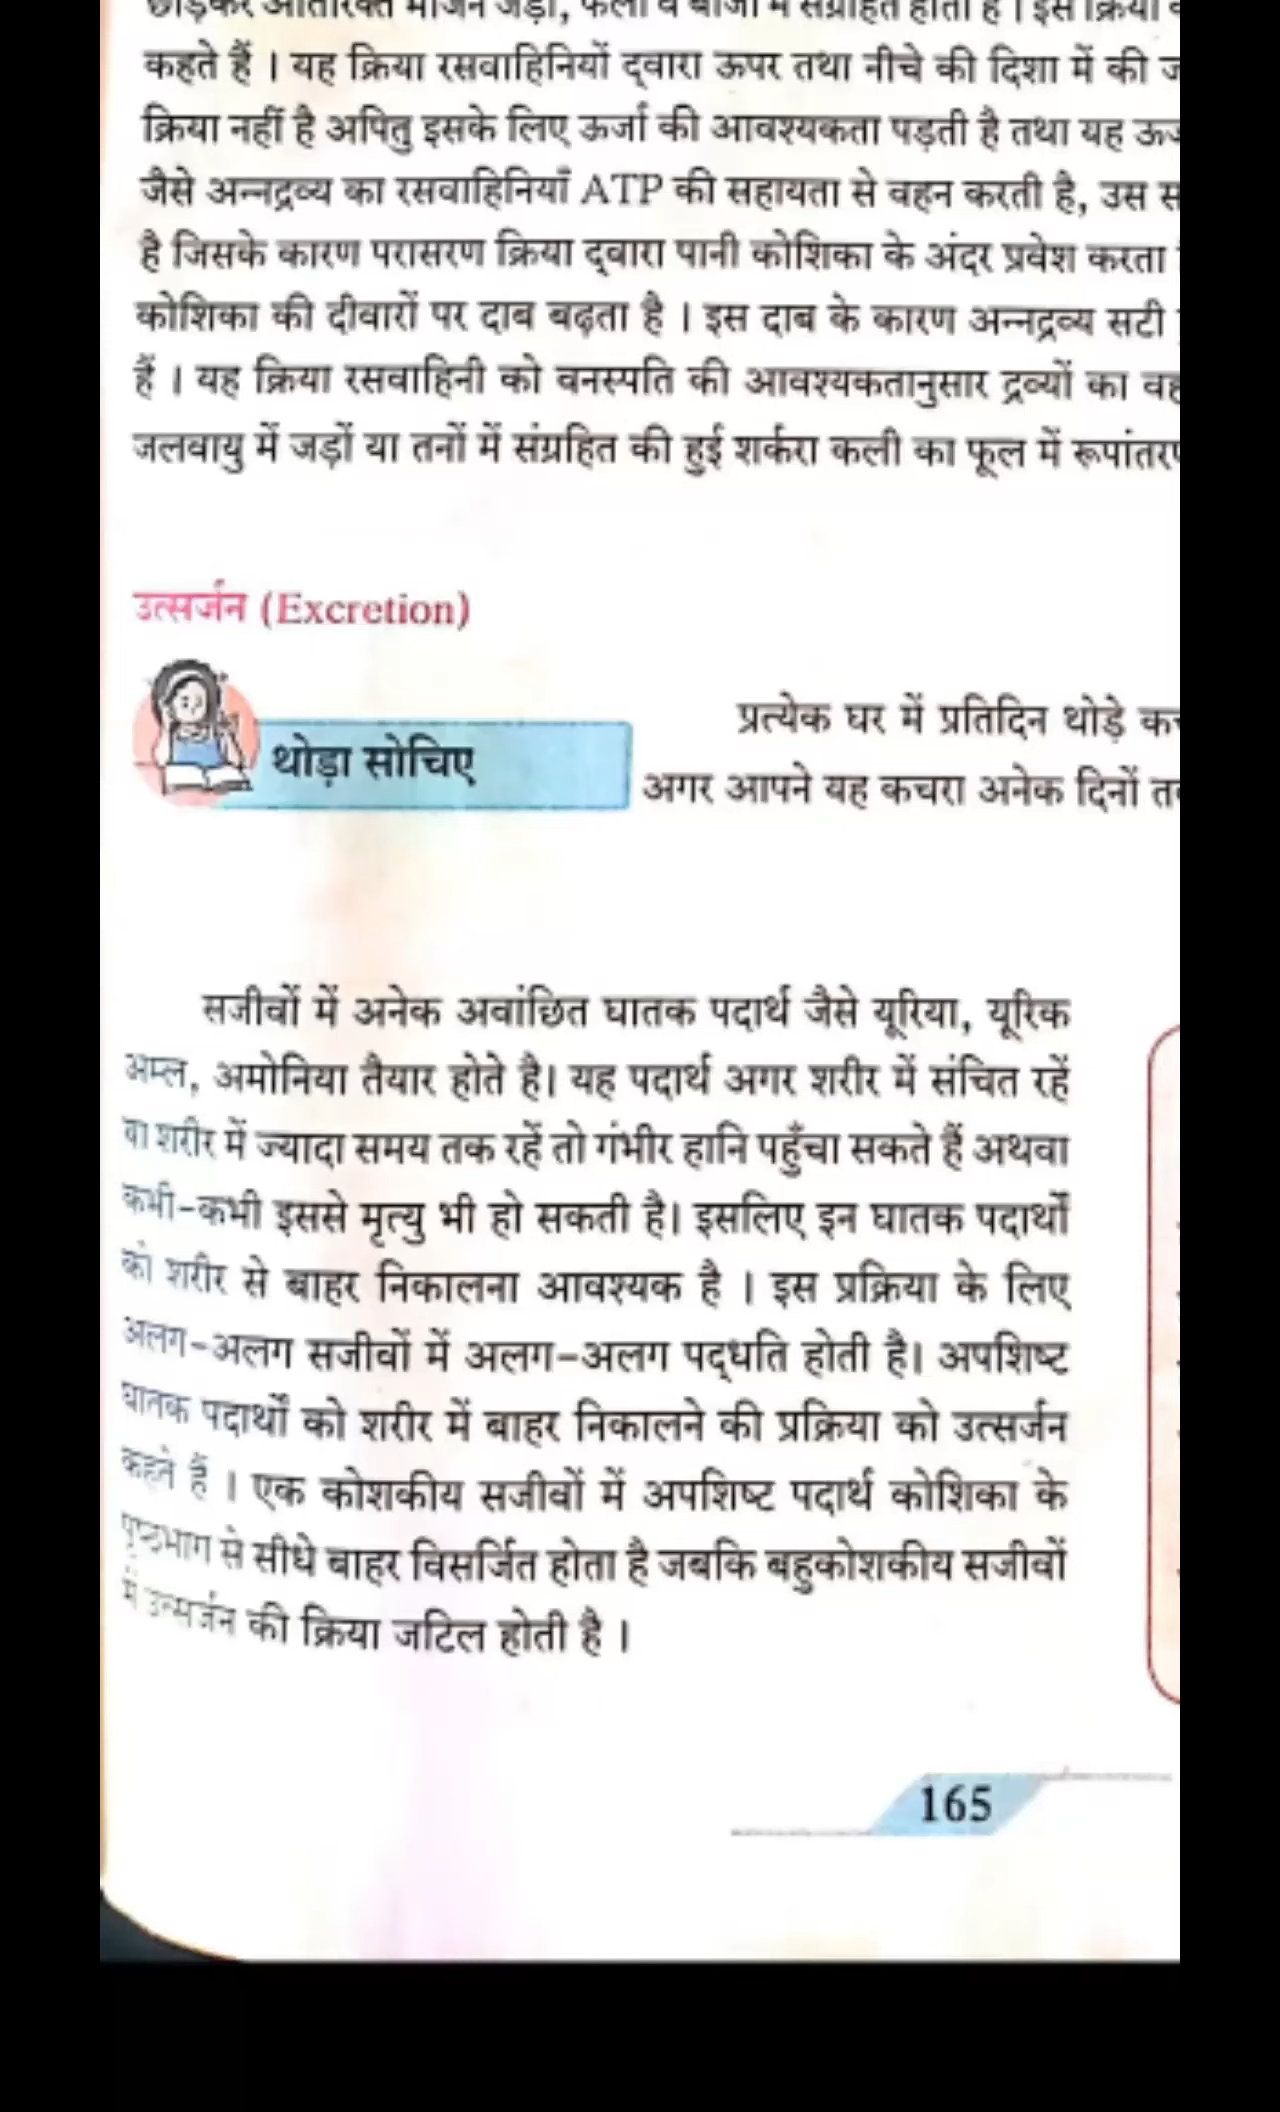 छोड़कर अतिरिक्त भोजन जड़ों, फलों व बीजों में संग्रहित होता है । इस क्रिया
कहते हैं । यह क्रिया रसवाहिनियों द्वारा ऊपर तथा नीचे की दिशा में की
क्रिया नहीं है अपितु इसके लिए ऊर्जा की आवश्यकता पड़ती है तथा यह
जैसे अन्नद्रव्य का रसवाहिनियाँ ATP की सहायता से वहन करती है, उस
है जिसके कारण परासरण क्रिया द्वारा पानी कोशिका के अंदर प्रवेश करता
कोशिका की दीवारों पर दाब बढ़ता है । इस दाब के कारण अन्नद्रव्य सटी
हैं । यह क्रिया रसवाहिनी को वनस्पति की आवश्यकतानुसार द्रव्यों का
जलवायु में जड़ों या तनों में संग्रहित की हुई शर्करा कली का फूल में
उत्सर्जन (Excretion)
थोड़ा सोचिए
प्रत्येक घर में प्रतिदिन थोड़े
अगर आपने यह कचरा अनेक दिनों
सजीवों में अनेक अवांछित घातक पदार्थ जैसे यूरिया, यूरिक
अम्ल, अमोनिया तैयार होते है। यह पदार्थ अगर शरीर में संचित रहें
वा शरीर में ज्यादा समय तक रहें तो गंभीर हानि पहुँचा सकते हैं अथवा
कभी-कभी इससे मृत्यु भी हो सकती है। इसलिए इन घातक पदार्थों
को शरीर से बाहर निकालना आवश्यक है । इस प्रक्रिया के लिए
अलग-अलग सजीवों में अलग-अलग पद्धति होती है। अपशिष्ट
घातक पदार्थों को शरीर में बाहर निकालने की प्रक्रिया को उत्सर्जन
कहते हैं । एक कोशकीय सजीवों में अपशिष्ट पदार्थ कोशिका के
पृष्ठभाग से सीधे बाहर विसर्जित होता है जबकि बहुकोशकीय सजीवों
में उत्सर्जन की क्रिया जटिल होती है ।
165